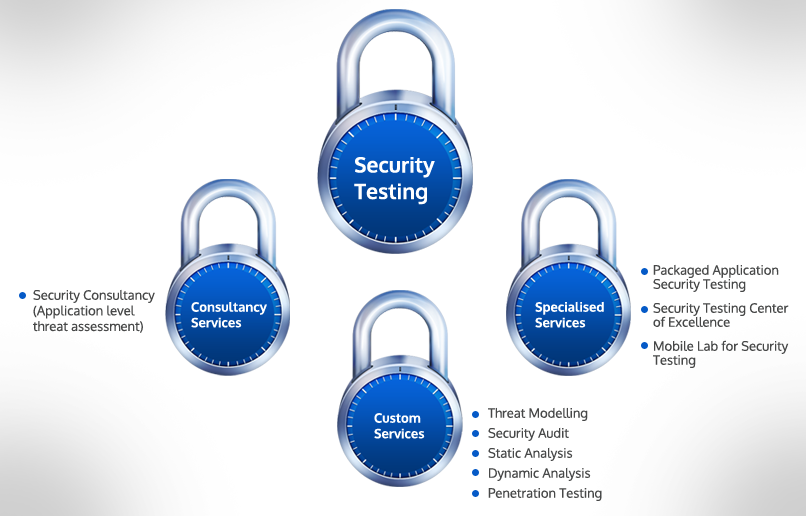 Security
Testing
Consultancy
Services
Security Consultancy
(Application level
threat assessment)
Specialised
Services
Packaged Application
Security Testing
Security Testing Center
of Excellence
Mobile Lab for Security
Testing
Custom
Services
Threat Modelling
Security Audit
Static Analysis
Dynamic Analysis
Penetration Testing